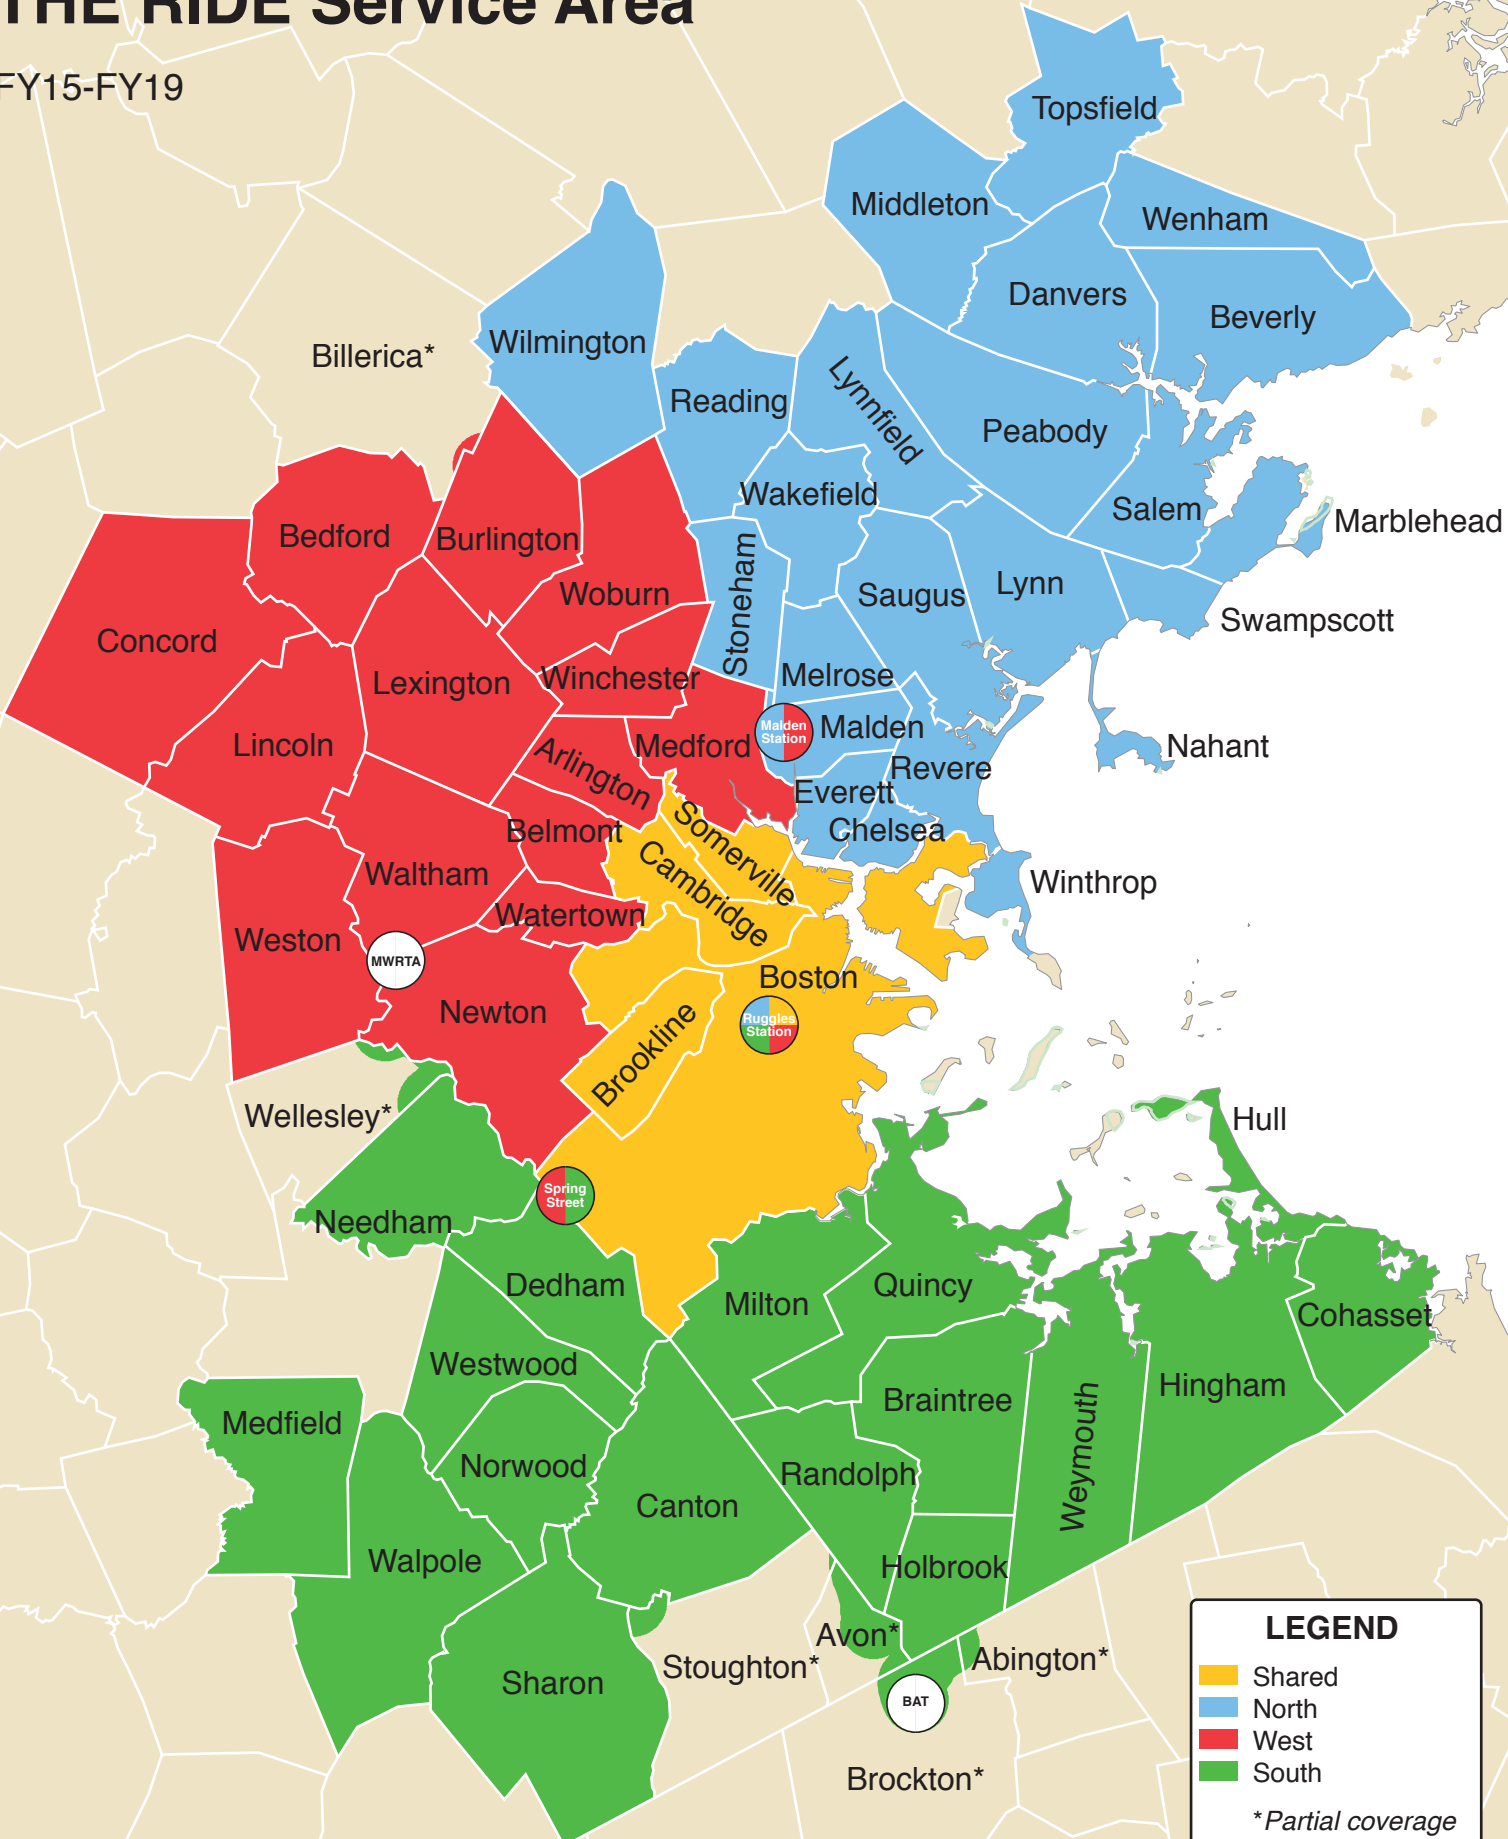 THE RIDE Service Area
FY15-FY19
Topsfield
Middleton
Wenham
Danvers
Beverly
Wilmington
Billerica*
Reading
Lynnfield
Peabody
Wakefield
Salem
Marblehead
Bedford
Burlington
Woburn
Stoneham
Saugus
Lynn
Swampscott
Concord
Lexington
Winchester
Melrose
Lincoln
Arlington
Medford
Malden
Station
Malden
Nahant
Revere
Everett
Chelsea
Somerville
Belmont
Cambridge
Waltham
Winthrop
Watertown
Weston
MWRTA
Boston
Newton
Ruggles
Station
Brookline
Wellesley*
Hull
Spring
Street
Needham
Dedham
Milton
Quincy
Cohasset
Westwood
Braintree
Hingham
Medfield
Weymouth
Norwood
Randolph
Canton
Walpole
Holbrook
Avon*
Stoughton*
Abington*
Sharon
BAT
Brockton*
LEGEND
Shared
North
West
South
*Partial coverage